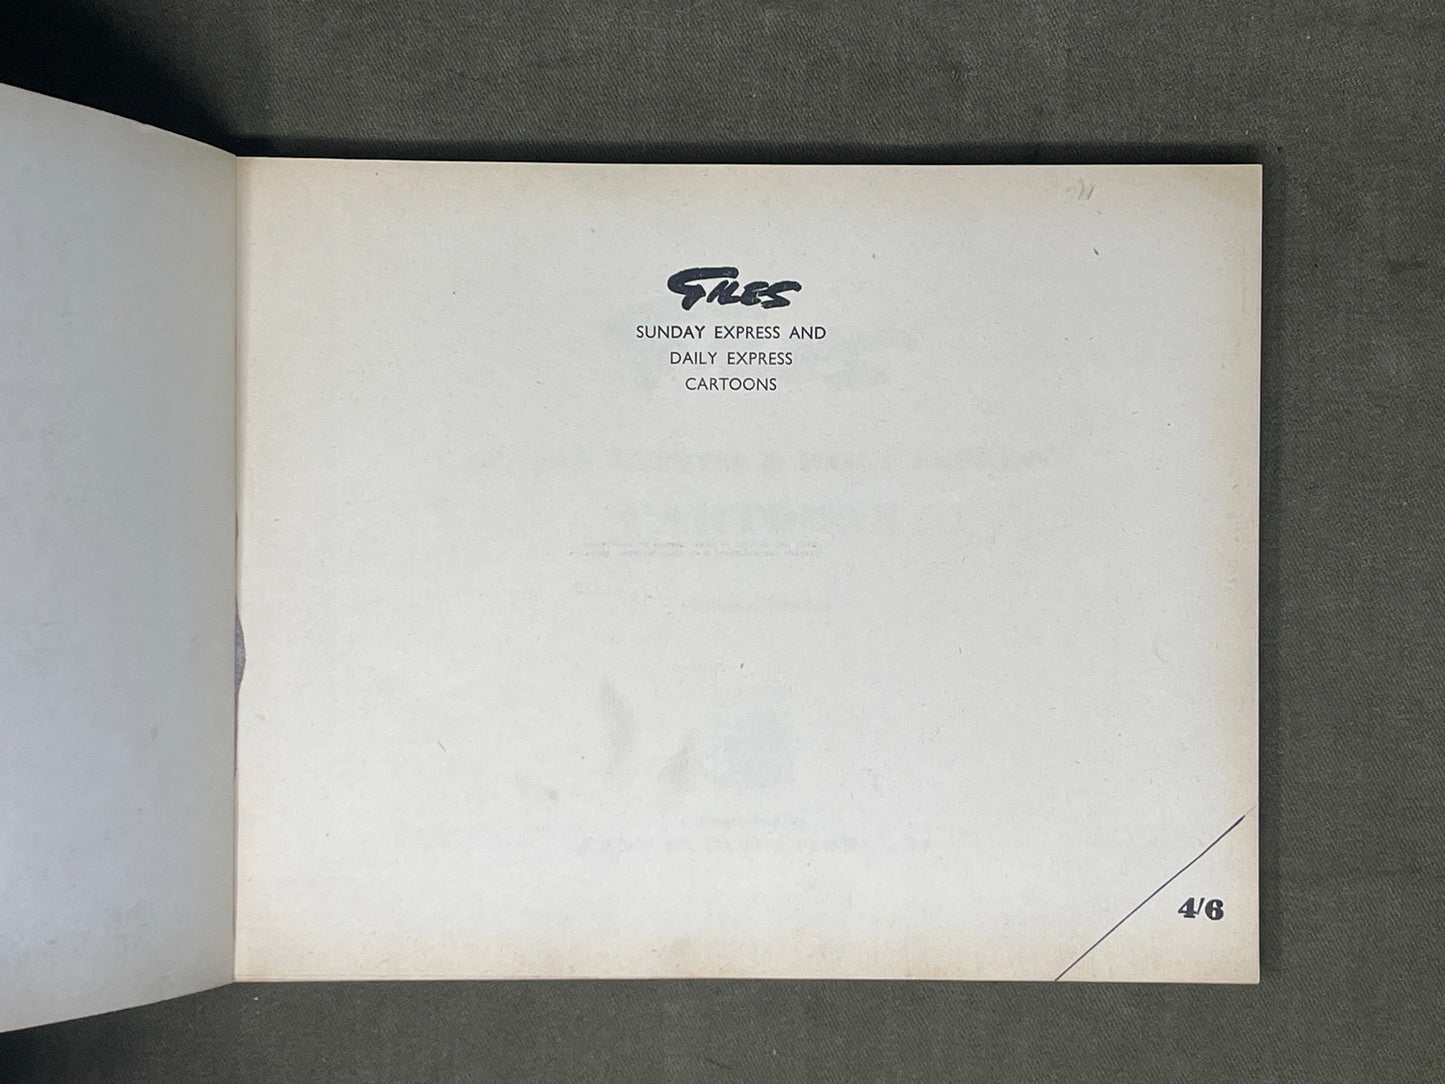 GILES
SUNDAY EXPRESS AND
DAILY EXPRESS
CARTOONS
4/6